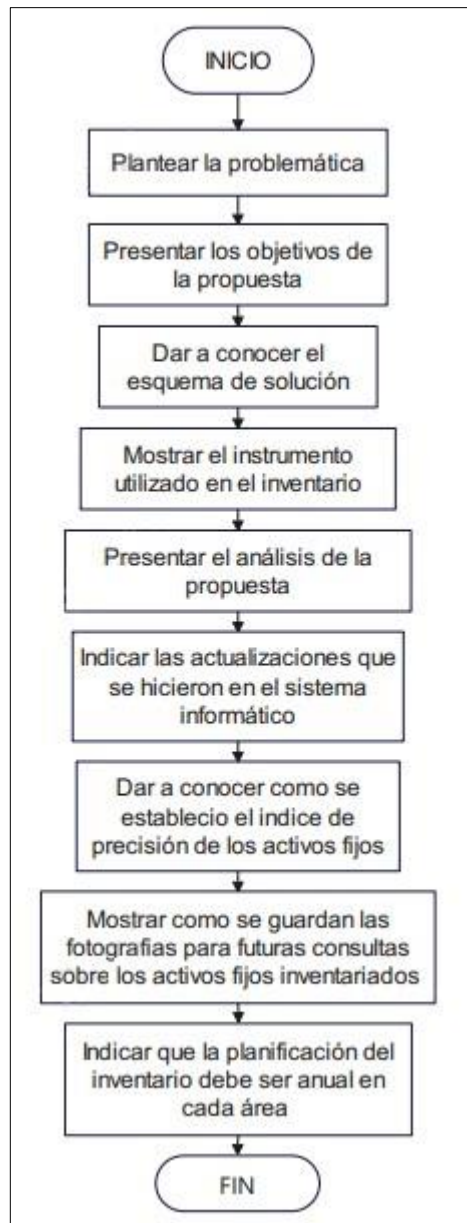 INICIO
Plantear la problemática
Presentar los objetivos de
la propuesta
Dar a conocer el
esquema de solución
Mostrar el instrumento
utilizado en el inventario
Presentar el análisis de la
propuesta
Indicar las actualizaciones que
se hicieron en el sistema
informático
Dar a conocer como se
establecio el indice de
precisión de los activos fijos
Mostrar como se guardan las
fotografías para futuras consultas
sobre los activos fijos inventariados
Indicar que la planificación del
inventario debe ser anual en
cada área
FIN